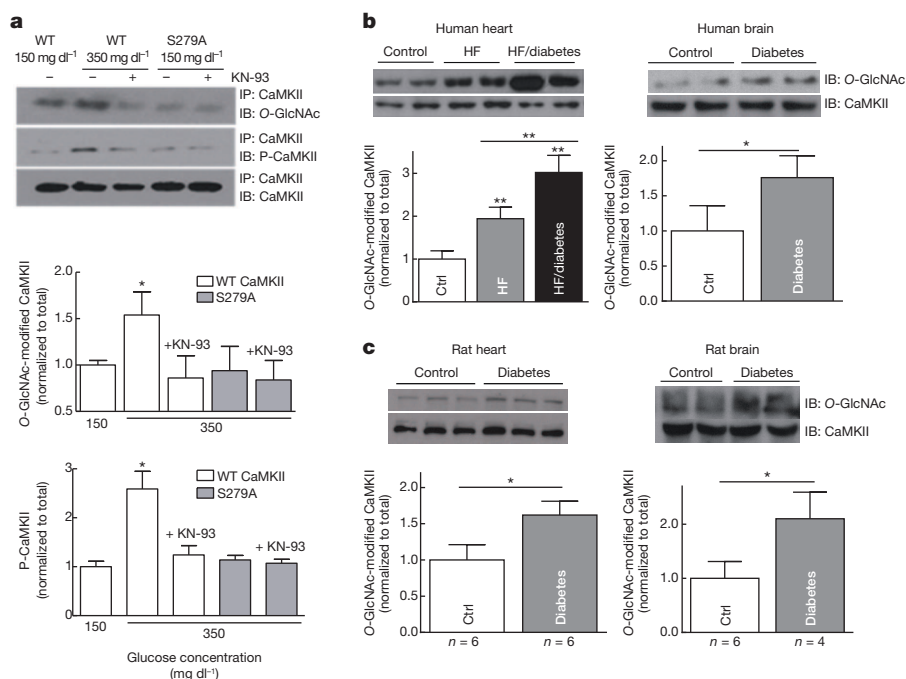 a
WT WT S279A
150 mg dl⁻¹ 350 mg dl⁻¹ 150 mg dl⁻¹
– – + – + KN-93
IP: CaMKII
IB: O-GlcNAc
IP: CaMKII
IB: P-CaMKII
IP: CaMKII
IB: CaMKII
O-GlcNAc-modified CaMKII
(normalized to total)
2.0
1.5
1.0
0.5
*
WT CaMKII
S279A
+KN-93
+KN-93
150
350
P-CaMKII
(normalized to total)
3
2
1
0
*
WT CaMKII
S279A
+ KN-93
+ KN-93
150
350
Glucose concentration
(mg dl⁻¹)
b
Human heart
Control HF HF/diabetes
O-GlcNAc-modified CaMKII
(normalized to total)
3
2
1
0
**
**
**
Ctrl
HF
HF/diabetes
Human brain
Control Diabetes
IB: O-GlcNAc
IB: CaMKII
O-GlcNAc-modified CaMKII
(normalized to total)
2.0
1.5
1.0
0.5
0.0
*
Ctrl
Diabetes
c
Rat heart
Control Diabetes
O-GlcNAc-modified CaMKII
(normalized to total)
2.0
1.5
1.0
0.5
0.0
*
Ctrl
Diabetes
n = 6 n = 6
Rat brain
Control Diabetes
IB: O-GlcNAc
IB: CaMKII
O-GlcNAc-modified CaMKII
(normalized to total)
2.0
1.0
0.0
*
Ctrl
Diabetes
n = 6 n = 4